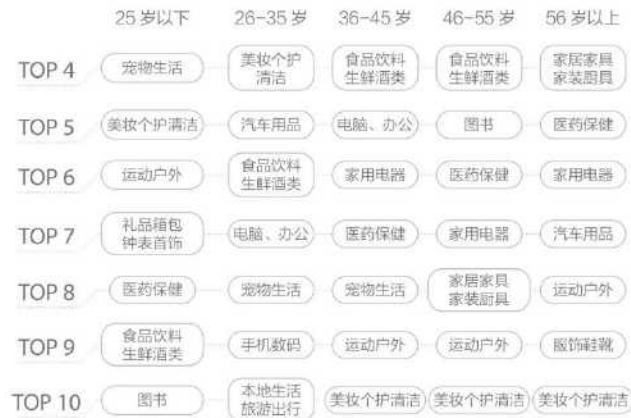 25 岁以下 26-35 岁 36-45 岁 46-55 岁 56 岁以上
TOP 4 宠物生活 美妆个护清洁 食品饮料生鲜酒类 食品饮料生鲜酒类 家居家具家装厨具
TOP 5 美妆个护清洁 汽车用品 电脑、办公 图书 医药保健
TOP 6 运动户外 食品饮料生鲜酒类 家用电器 医药保健 家用电器
TOP 7 礼品箱包钟表首饰 电脑、办公 医药保健 家用电器 汽车用品
TOP 8 医药保健 宠物生活 宠物生活 家居家具家装厨具 运动户外
TOP 9 食品饮料生鲜酒类 手机数码 运动户外 运动户外 服饰鞋靴
TOP 10 图书 本地生活旅游出行 美妆个护清洁 美妆个护清洁 美妆个护清洁